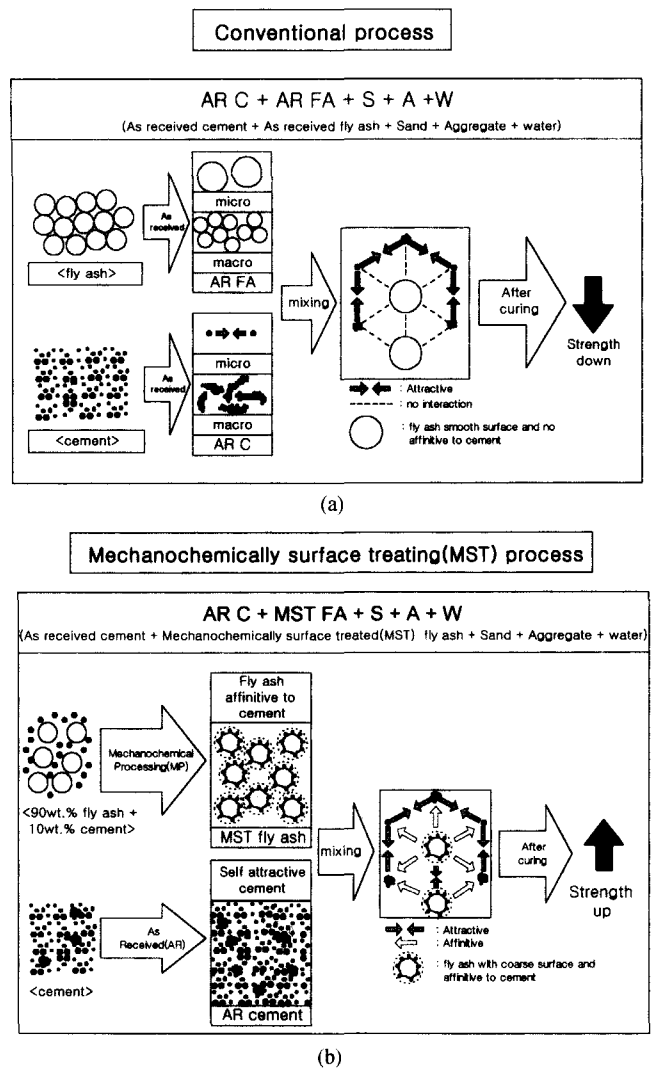 Conventional process
AR C + AR FA + S + A +W
(As received cement + As received fly ash + Sand + Aggregate + water)
<fly ash>
As
received
micro
macro
AR FA
<cement>
As
received
micro
macro
AR C
mixing
: Attractive
: no interaction
: fly ash smooth surface and no
affinitive to cement
After
curing
Strength
down
(a)
Mechanochemically surface treating(MST) process
AR C + MST FA + S + A + W
(As received cement + Mechanochemically surface treated(MST) fly ash + Sand + Aggregate + water)
<90wt.% fly ash +
10wt.% cement>
Mechanochemical
Processing(MP)
Fly ash
affinitive to
cement
MST fly ash
<cement>
As
Received(AR)
Self attractive
cement
AR cement
mixing
: Attractive
: Affinitive
: fly ash with coarse surface and
affinitive to cement
After
curing
Strength
up
(b)